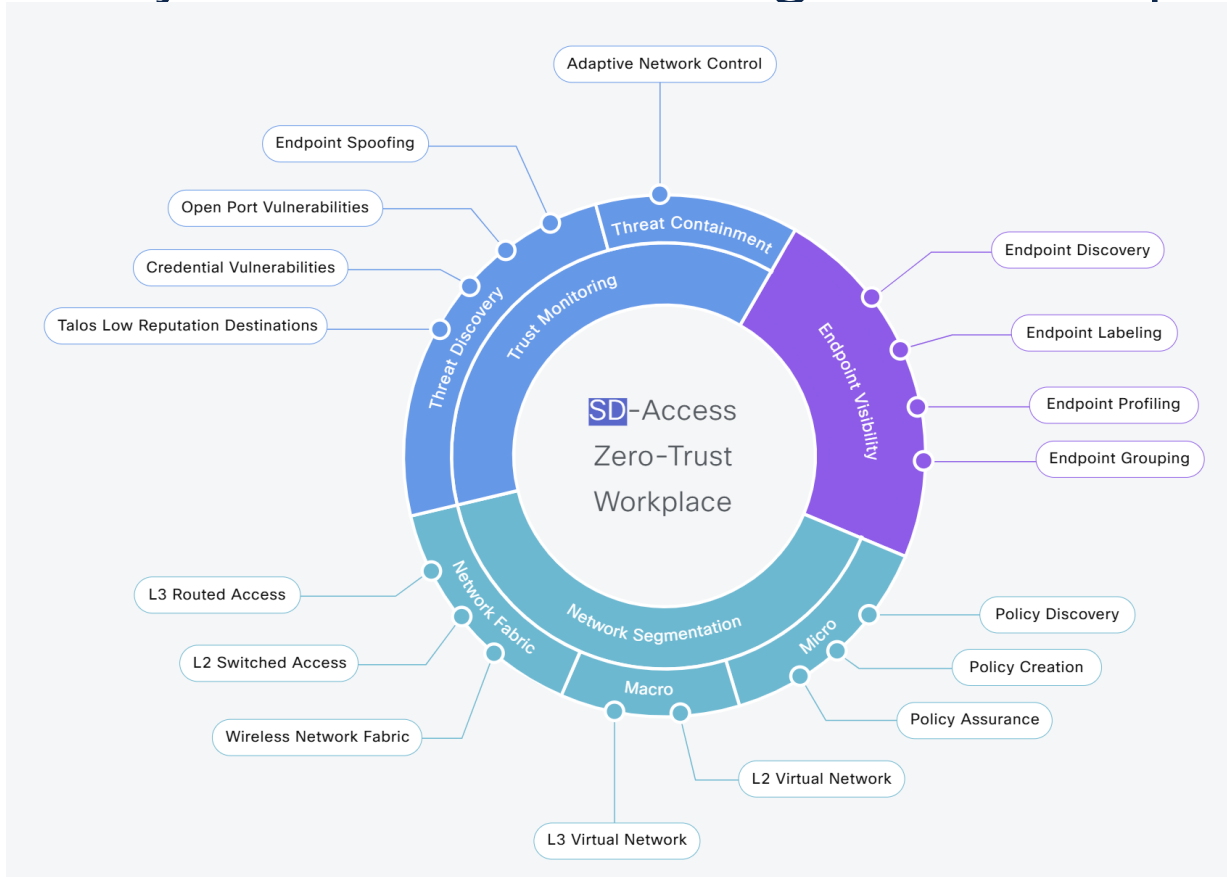 Adaptive Network Control
Endpoint Spoofing
Open Port Vulnerabilities
Credential Vulnerabilities
Talos Low Reputation Destinations
Threat Containment
Threat Discovery
Trust Monitoring
Endpoint Visibility
Endpoint Discovery
Endpoint Labeling
Endpoint Profiling
Endpoint Grouping
SD-Access
Zero-Trust
Workplace
Network Segmentation
Network Fabric
Macro
Micro
L3 Routed Access
L2 Switched Access
Wireless Network Fabric
Policy Discovery
Policy Creation
Policy Assurance
L2 Virtual Network
L3 Virtual Network